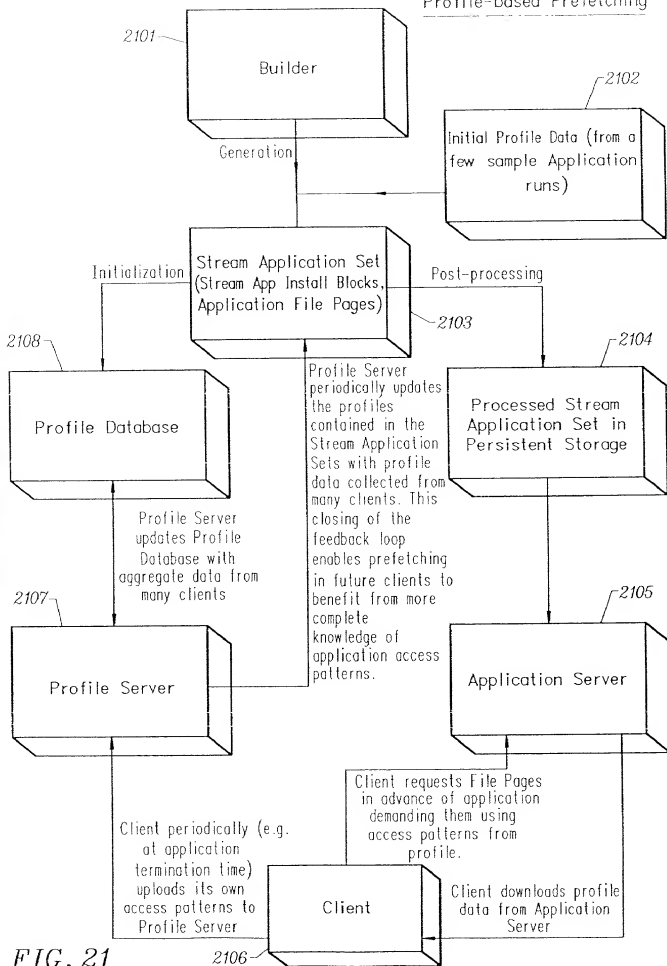 Profile-Based Prefetching
2101
Builder
2102
Initial Profile Data (from a
few sample Application
runs)
Generation
Initialization
Stream Application Set
(Stream App Install Blocks,
Application File Pages)
Post-processing
2103
2108
Profile Database
Profile Server
periodically updates
the profiles
contained in the
Stream Application
Sets with profile
data collected from
many clients. This
closing of the
feedback loop
enables prefetching
in future clients to
benefit from more
complete
knowledge of
application access
patterns.
2104
Processed Stream
Application Set in
Persistent Storage
Profile Server
updates Profile
Database with
aggregate data from
many clients
2107
Profile Server
2105
Application Server
Client requests File Pages
in advance of application
demanding them using
access patterns from
profile.
Client periodically (e.g.
at application
termination time)
uploads its own
access patterns to
Profile Server
Client
Client downloads profile
data from Application
Server
2106
FIG. 21